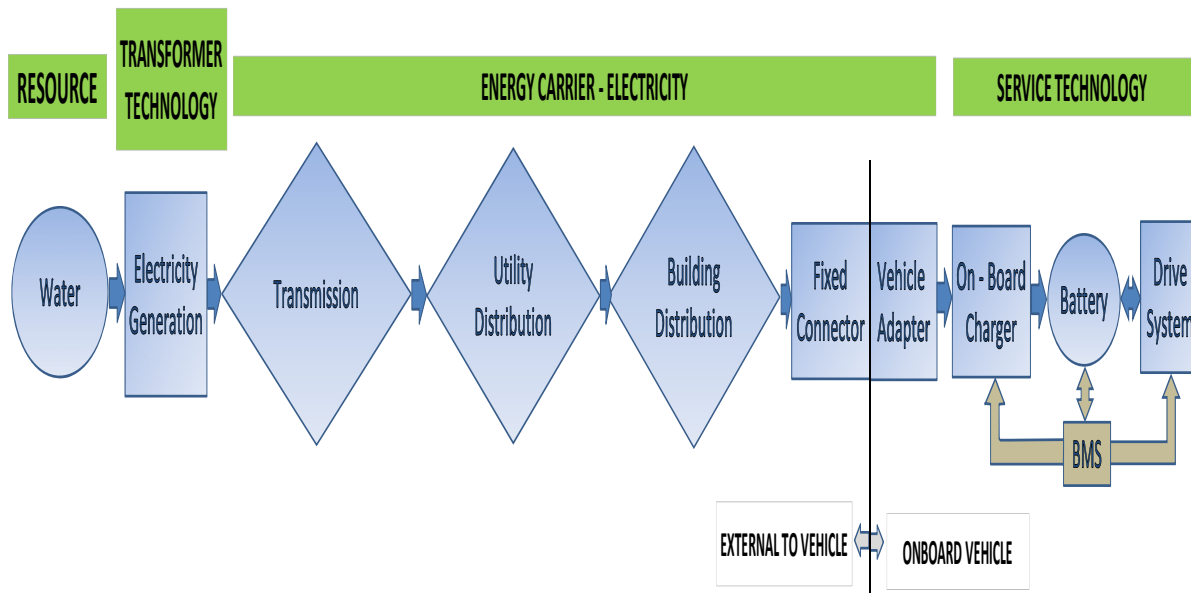 RESOURCE
TRANSFORMER
TECHNOLOGY
ENERGY CARRIER - ELECTRICITY
SERVICE TECHNOLOGY
Water
Electricity
Generation
Transmission
Utility
Distribution
Building
Distribution
Fixed
Connector
Vehicle
Adapter
On - Board
Charger
Battery
Drive
System
BMS
EXTERNAL TO VEHICLE
ONBOARD VEHICLE